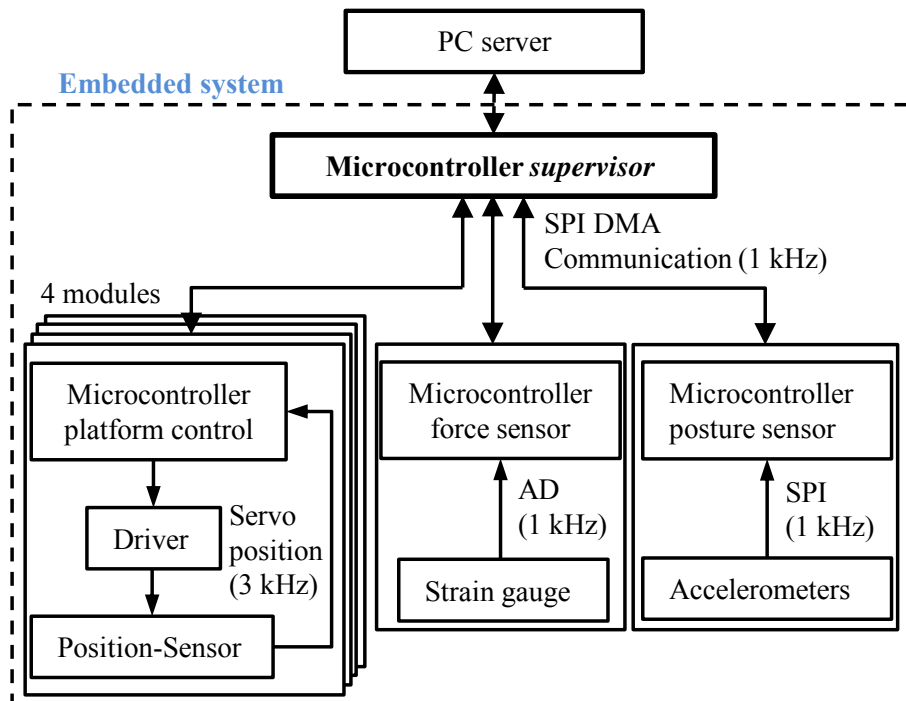 PC server
Embedded system
Microcontroller supervisor
SPI DMA
Communication (1 kHz)
4 modules
Microcontroller
platform control
Driver
Servo
position
(3 kHz)
Position-Sensor
Microcontroller
force sensor
AD
(1 kHz)
Strain gauge
Microcontroller
posture sensor
SPI
(1 kHz)
Accelerometers